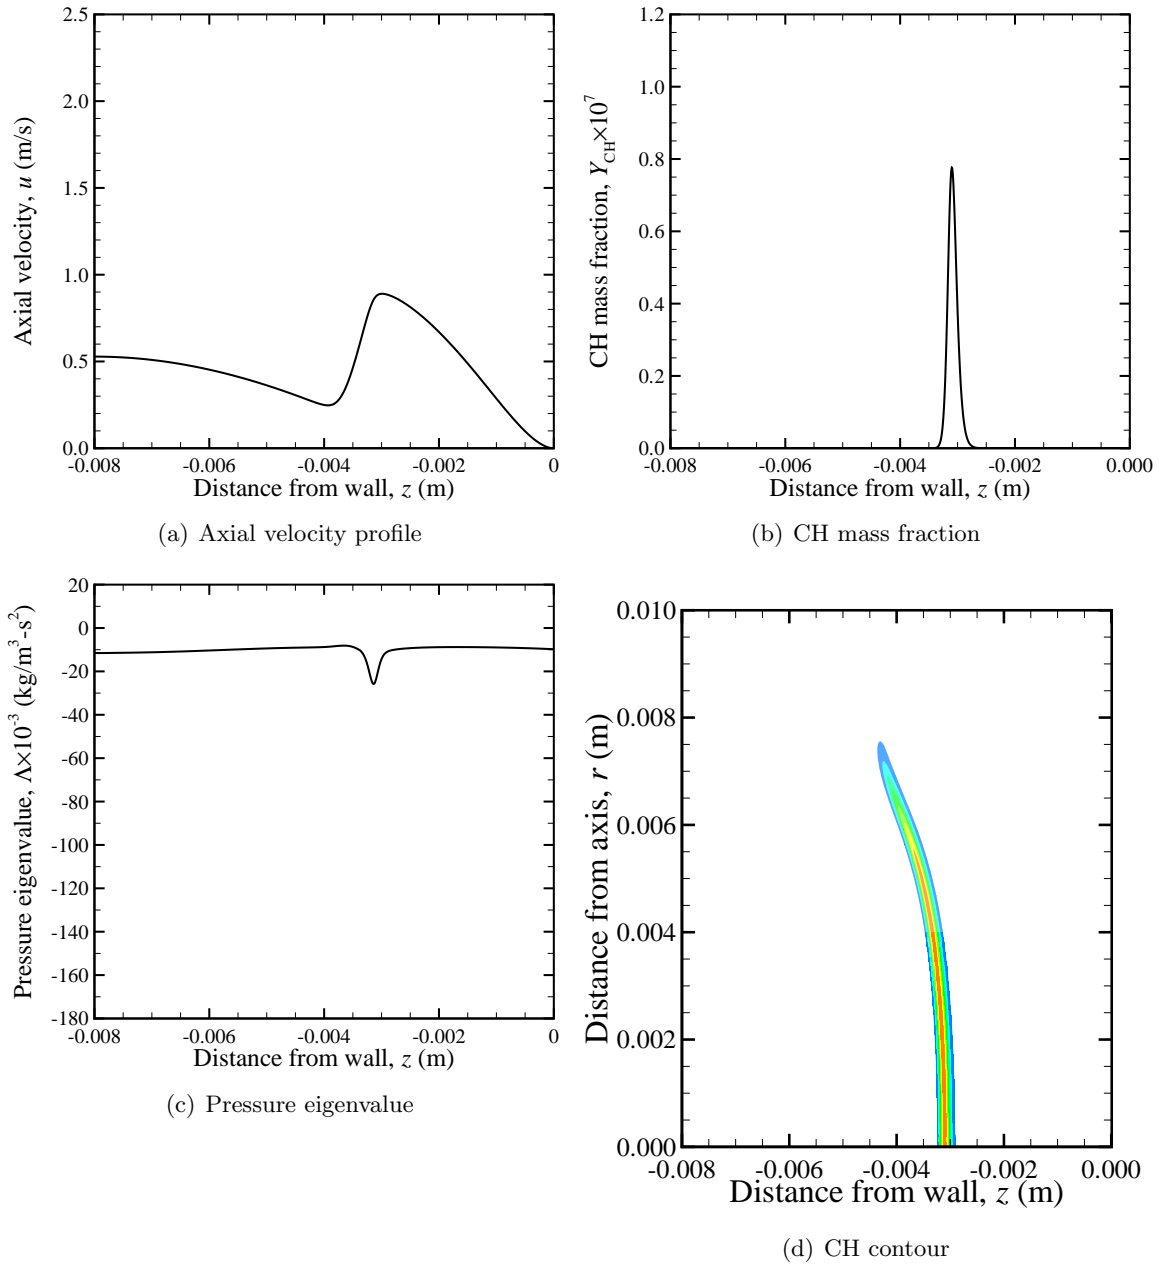 2.5
2.0
1.5
1.0
0.5
0.0
Axial velocity, u (m/s)
-0.008 -0.006 -0.004 -0.002 0
Distance from wall, z (m)
(a) Axial velocity profile
1.2
1.0
0.8
0.6
0.4
0.2
0.0
CH mass fraction, Y_CH×10^7
-0.008 -0.006 -0.004 -0.002 0.000
Distance from wall, z (m)
(b) CH mass fraction
20
0
-20
-40
-60
-80
-100
-120
-140
-160
-180
Pressure eigenvalue, Λ×10^-3 (kg/m^3-s^2)
-0.008 -0.006 -0.004 -0.002 0
Distance from wall, z (m)
(c) Pressure eigenvalue
0.010
0.008
0.006
0.004
0.002
0.000
Distance from axis, r (m)
-0.008 -0.006 -0.004 -0.002 0.000
Distance from wall, z (m)
(d) CH contour